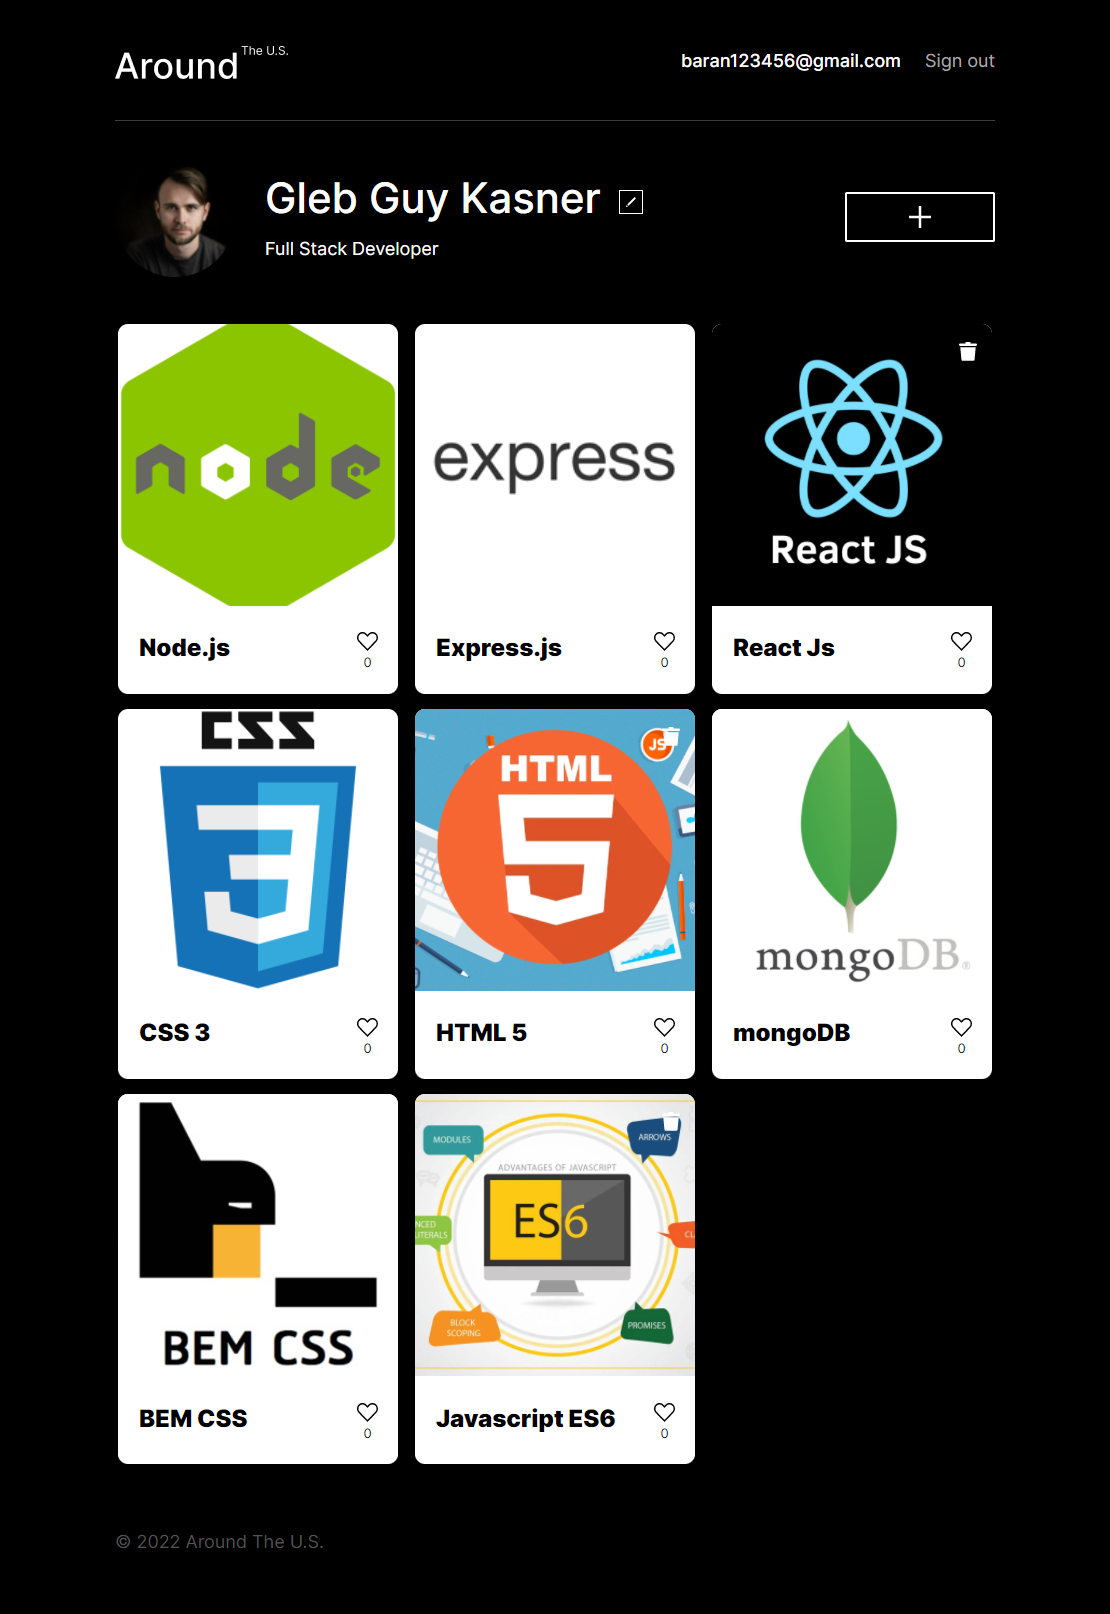 Around The U.S.
baran123456@gmail.com Sign out
Gleb Guy Kasner
Full Stack Developer
node
express
React JS
Node.js
0
Express.js
0
React Js
0
CSS
3
HTML
5
JS
mongoDB®
CSS 3
0
HTML 5
0
mongoDB
0
BEM CSS
MODULES
ARROWS
ADVANTAGES OF JAVASCRIPT
ES6
NCED
ITERALS
CL
BLOCK
SCOPING
PROMISES
BEM CSS
0
Javascript ES6
0
© 2022 Around The U.S.